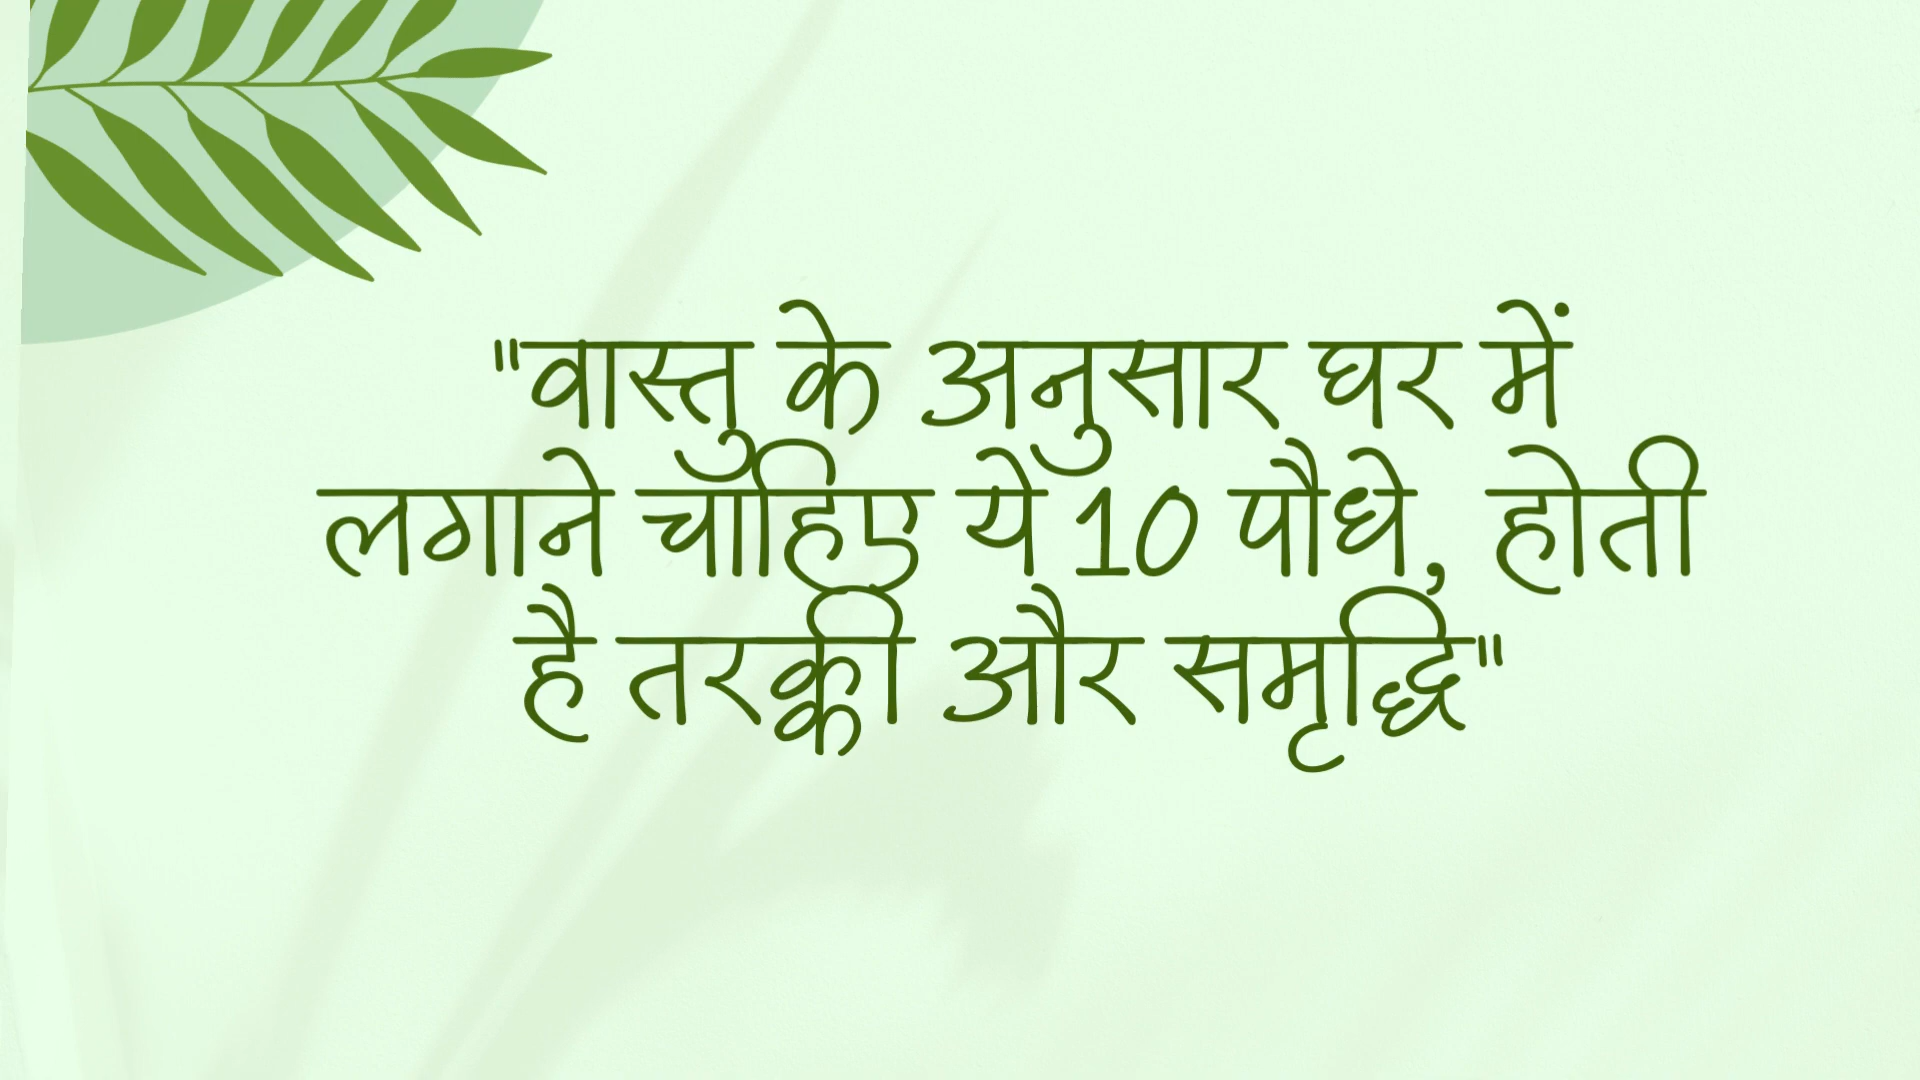 "वास्तु के अनुसार घर में
लगाने चाहिए ये 10 पौधे, होती
है तरक्की और समृद्धि"